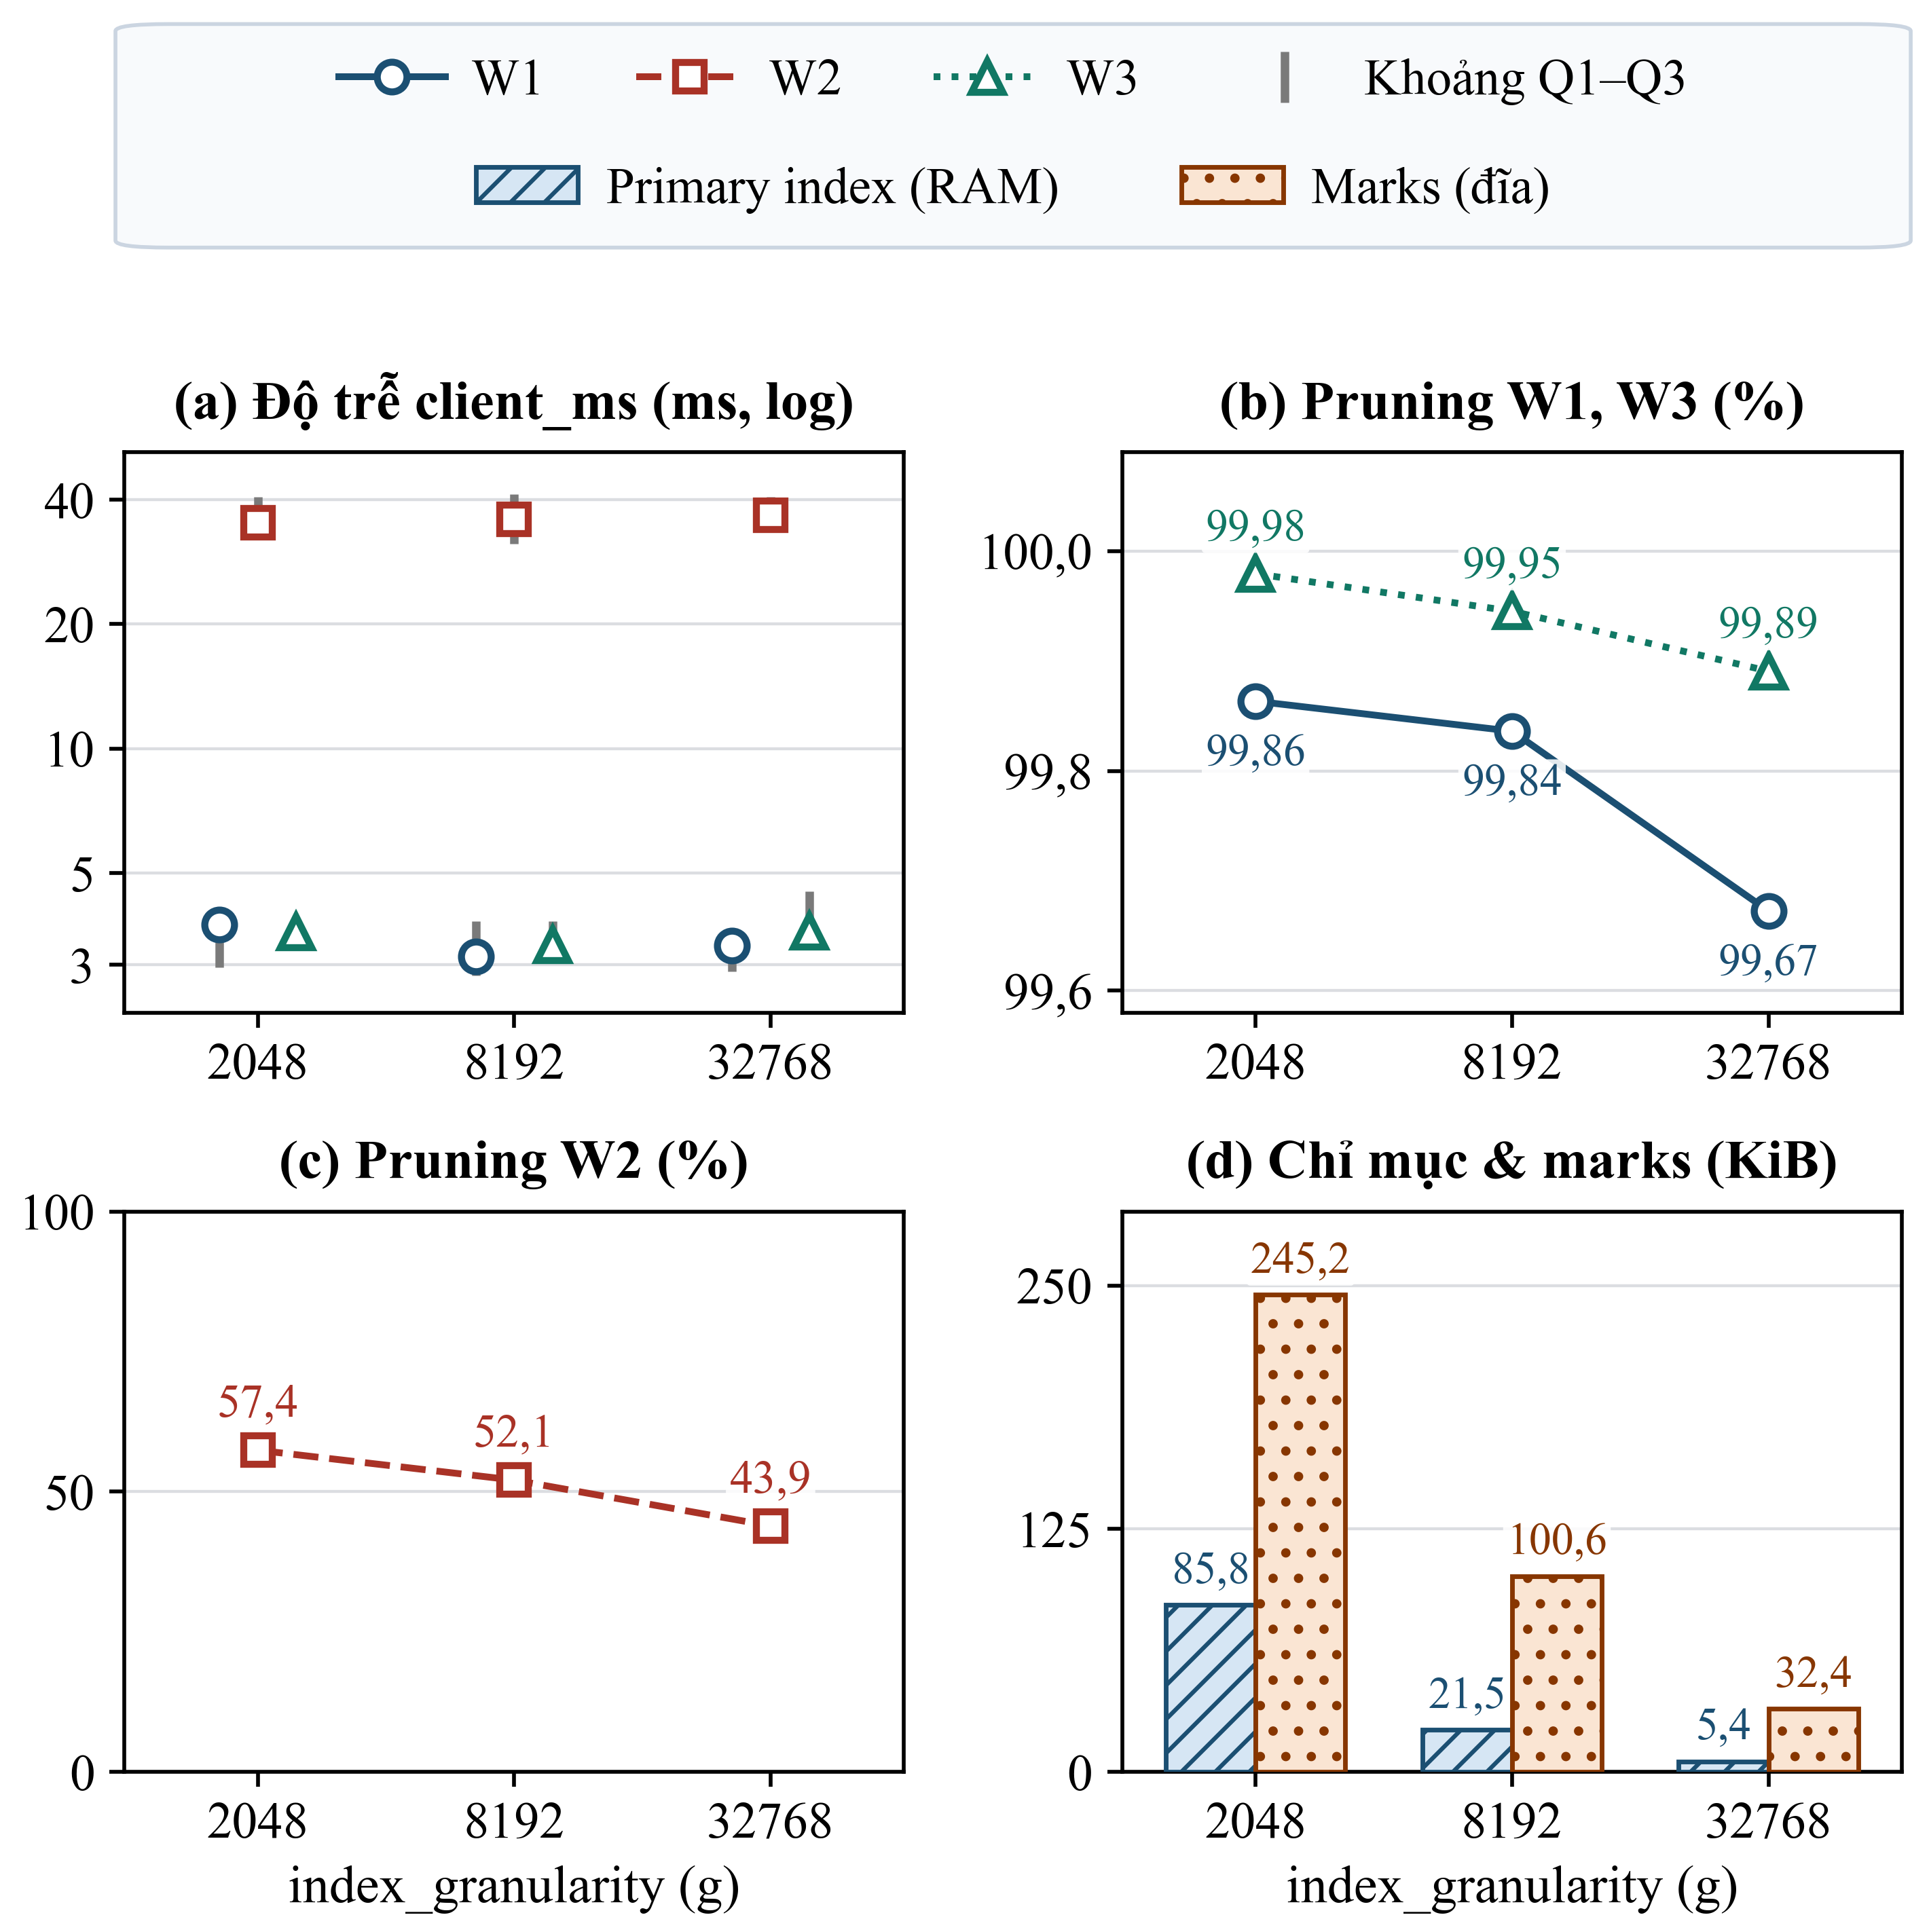 W1 W2 W3 Khoảng Q1–Q3
Primary index (RAM) Marks (đĩa)
(a) Độ trễ client_ms (ms, log)
40
20
10
5
3
2048 8192 32768
(b) Pruning W1, W3 (%)
100,0
99,8
99,6
99,98
99,95
99,89
99,86
99,84
99,67
2048 8192 32768
(c) Pruning W2 (%)
100
50
0
57,4
52,1
43,9
2048 8192 32768
index_granularity (g)
(d) Chỉ mục & marks (KiB)
250
125
0
245,2
85,8
100,6
21,5
32,4
5,4
2048 8192 32768
index_granularity (g)